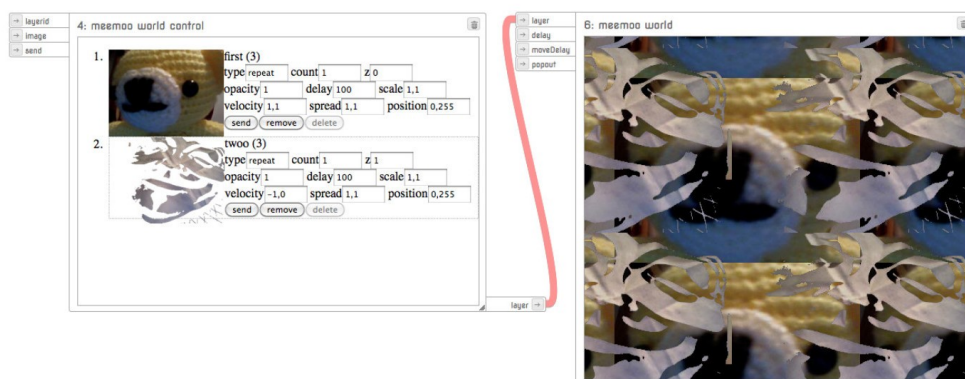 layerid
image
send
4: meemoo world control
1. first (3)
type repeat count 1 z 0
opacity 1 delay 100 scale 1,1
velocity 1,1 spread 1,1 position 0,255
send remove delete
2. twoo (3)
type repeat count 1 z 1
opacity 1 delay 100 scale 1,1
velocity -1,0 spread 1,1 position 0,255
send remove delete
layer
layer
delay
moveDelay
popout
6: meemoo world